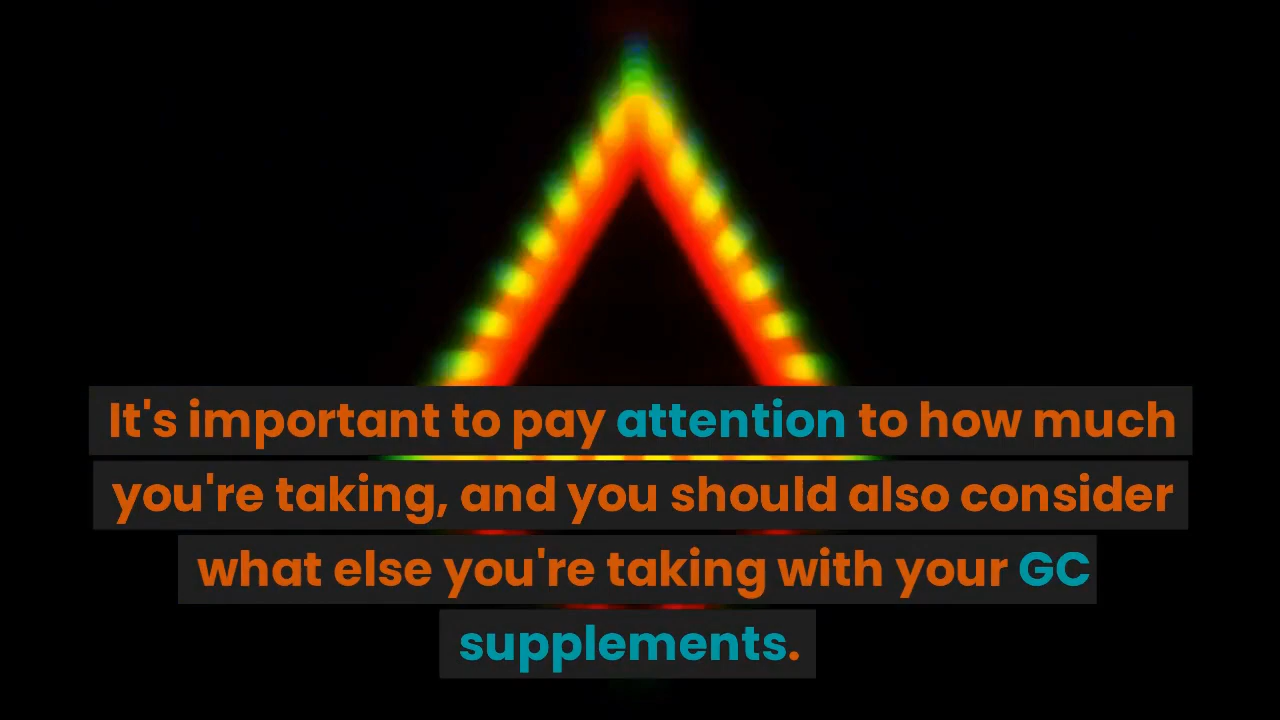 It's important to pay attention to how much
you're taking, and you should also consider
what else you're taking with your GC
supplements.